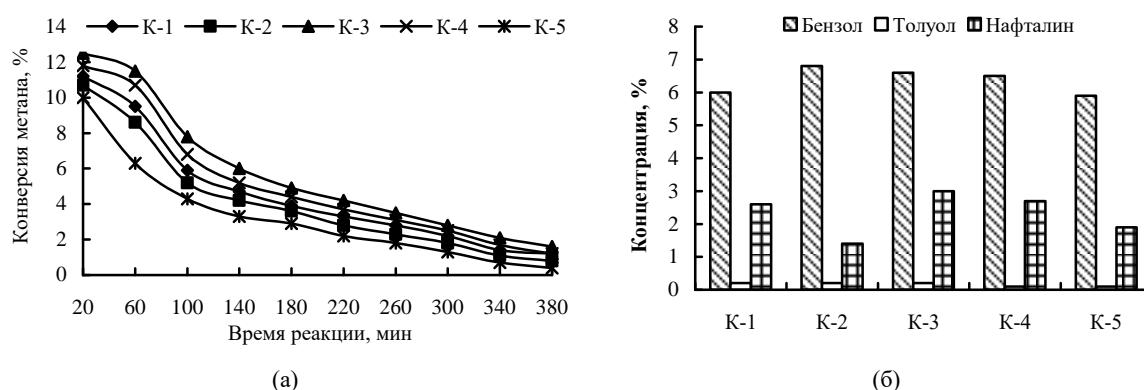 14
12
10
8
6
4
2
0
К-1 К-2 К-3 К-4 К-5
Конверсия метана, %
20 60 100 140 180 220 260 300 340 380
Время реакции, мин
(а)
Бензол Толуол Нафталин
8
7
6
5
4
3
2
1
0
Концентрация, %
К-1 К-2 К-3 К-4 К-5
(б)